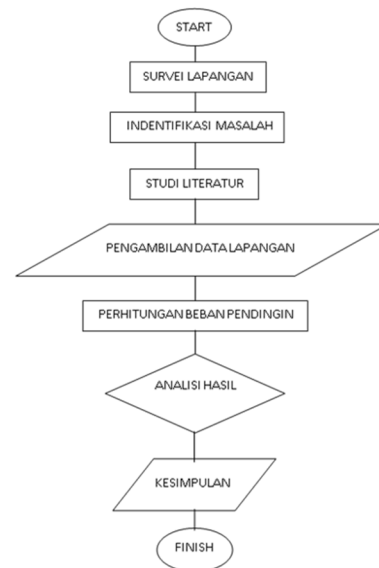 START
SURVEI LAPANGAN
INDENTIFIKASI MASALAH
STUDI LITERATUR
PENGAMBILAN DATA LAPANGAN
PERHITUNGAN BEBAN PENDINGIN
ANALISI HASIL
KESIMPULAN
FINISH